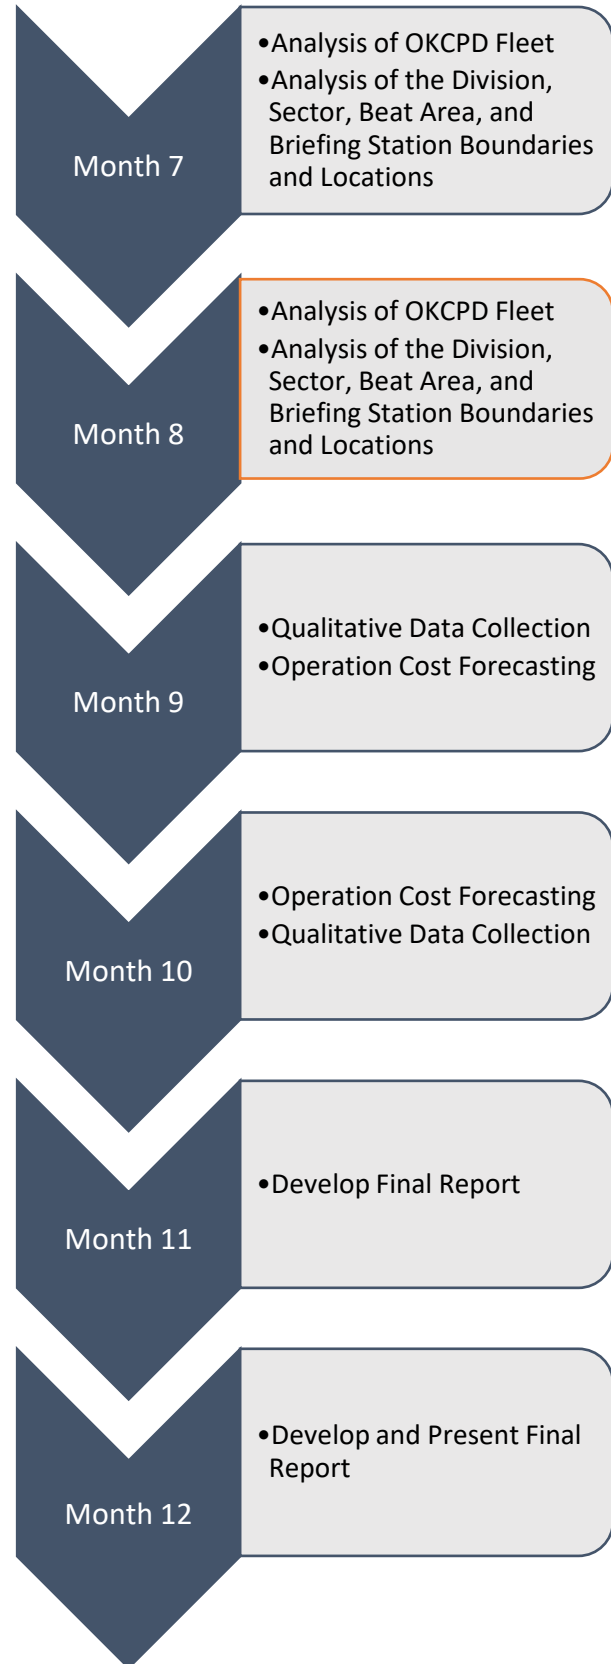 Month 7
•Analysis of OKCPD Fleet
•Analysis of the Division,
Sector, Beat Area, and
Briefing Station Boundaries
and Locations
Month 8
•Analysis of OKCPD Fleet
•Analysis of the Division,
Sector, Beat Area, and
Briefing Station Boundaries
and Locations
Month 9
•Qualitative Data Collection
•Operation Cost Forecasting
Month 10
•Operation Cost Forecasting
•Qualitative Data Collection
Month 11
•Develop Final Report
Month 12
•Develop and Present Final
Report